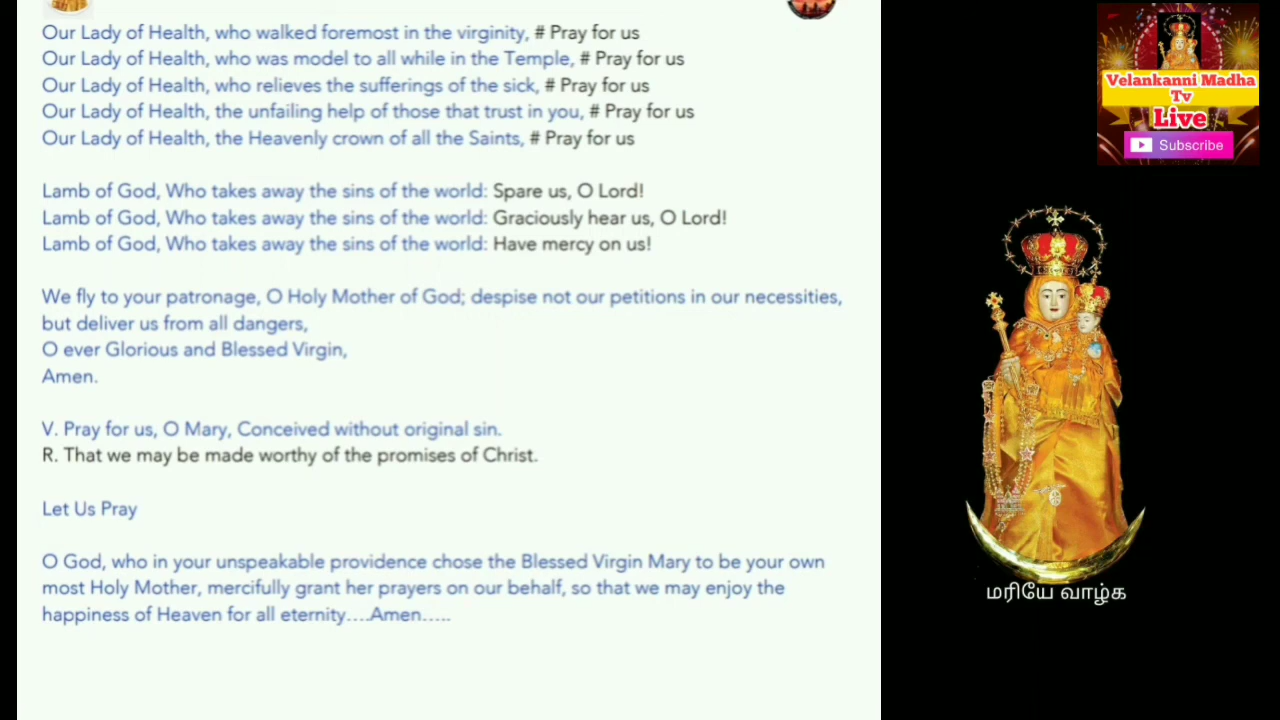 Our Lady of Health, who walked foremost in the virginity, # Pray for us
Our Lady of Health, who was model to all while in the Temple, # Pray for us
Our Lady of Health, who relieves the sufferings of the sick, # Pray for us
Our Lady of Health, the unfailing help of those that trust in you, # Pray for us
Our Lady of Health, the Heavenly crown of all the Saints, # Pray for us
Lamb of God, Who takes away the sins of the world: Spare us, O Lord!
Lamb of God, Who takes away the sins of the world: Graciously hear us, O Lord!
Lamb of God, Who takes away the sins of the world: Have mercy on us!
We fly to your patronage, O Holy Mother of God; despise not our petitions in our necessities,
but deliver us from all dangers,
O ever Glorious and Blessed Virgin,
Amen.
V. Pray for us, O Mary, Conceived without original sin.
R. That we may be made worthy of the promises of Christ.
Let Us Pray
O God, who in your unspeakable providence chose the Blessed Virgin Mary to be your own
most Holy Mother, mercifully grant her prayers on our behalf, so that we may enjoy the
happiness of Heaven for all eternity....Amen.....
Velankanni Madha
Tv
Live
Subscribe
மரியே வாழ்க